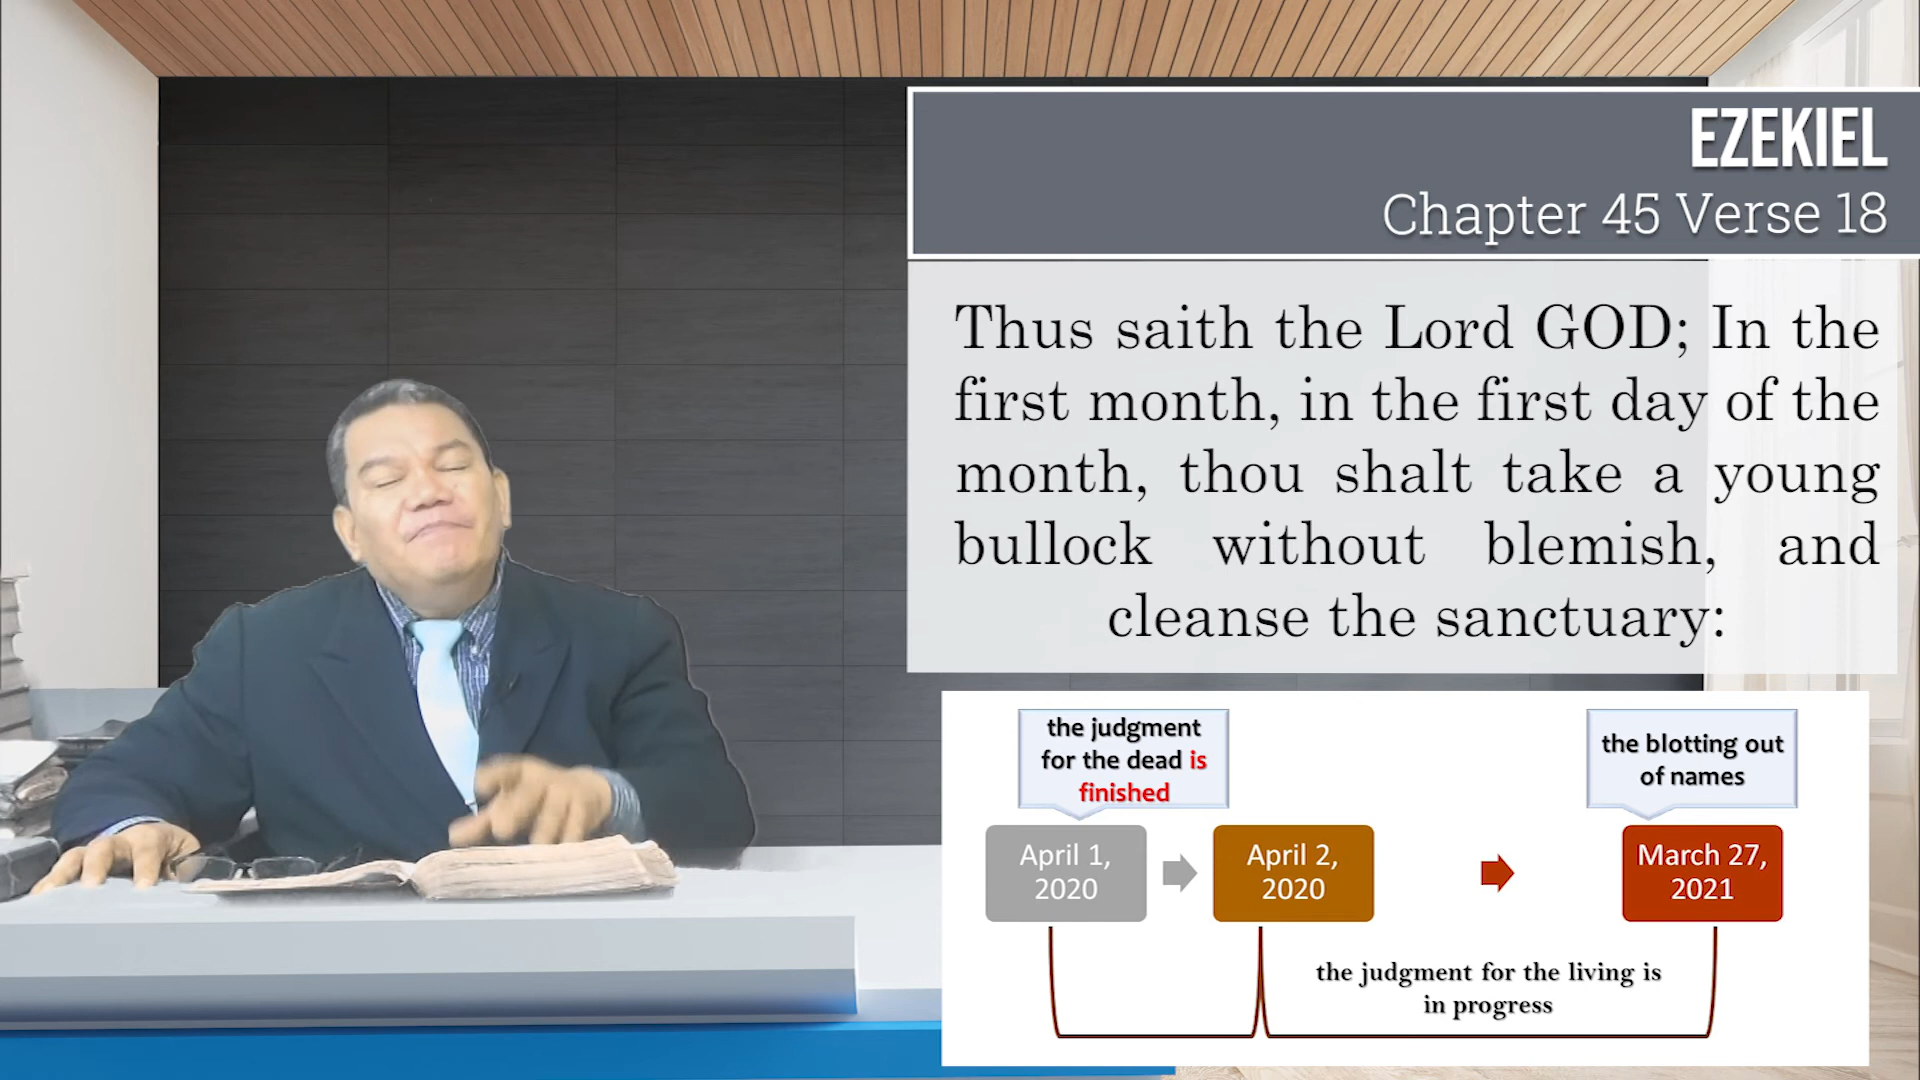 EZEKIEL
Chapter 45 Verse 18
Thus saith the Lord GOD; In the
first month, in the first day of the
month, thou shalt take a young
bullock without blemish, and
cleanse the sanctuary:
the judgment
for the dead is
finished
the blotting out
of names
April 1,
2020
April 2,
2020
March 27,
2021
the judgment for the living is
in progress